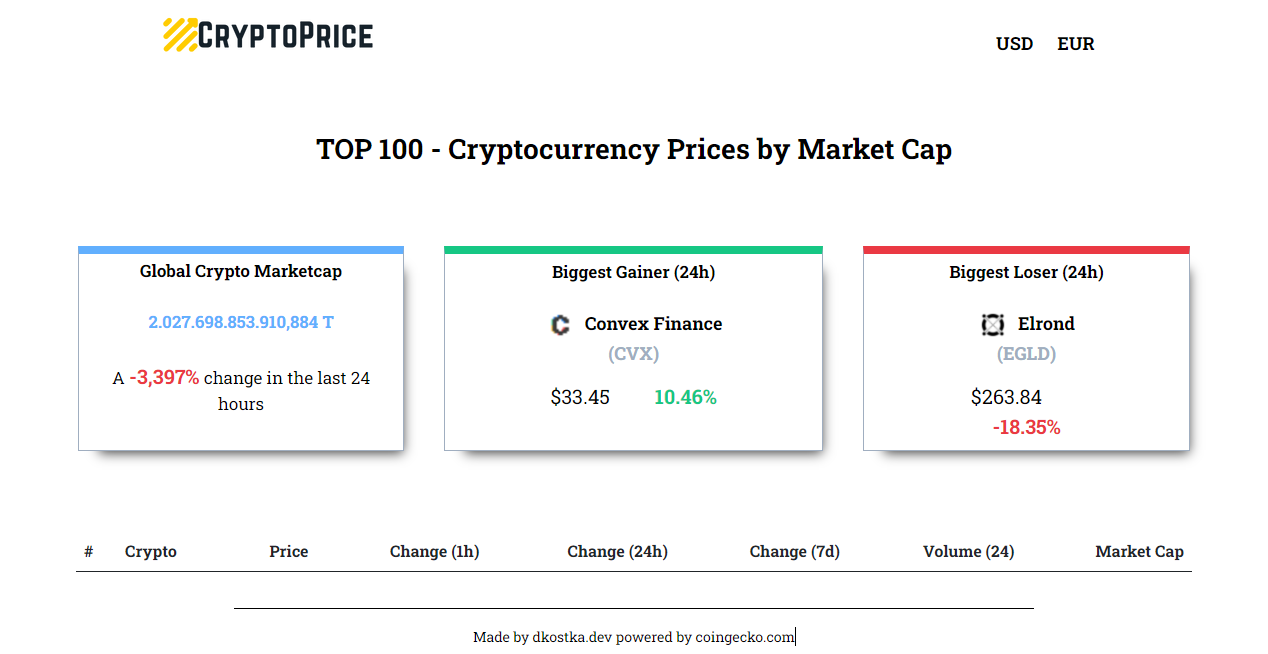 CRYPTOPRICE
USD EUR
TOP 100 - Cryptocurrency Prices by Market Cap
Global Crypto Marketcap
2.027.698.853.910,884 T
A -3,397% change in the last 24
hours
Biggest Gainer (24h)
Convex Finance
(CVX)
$33.45 10.46%
Biggest Loser (24h)
Elrond
(EGLD)
$263.84
-18.35%
# Crypto Price Change (1h) Change (24h) Change (7d) Volume (24) Market Cap
Made by dkostka.dev powered by coingecko.com